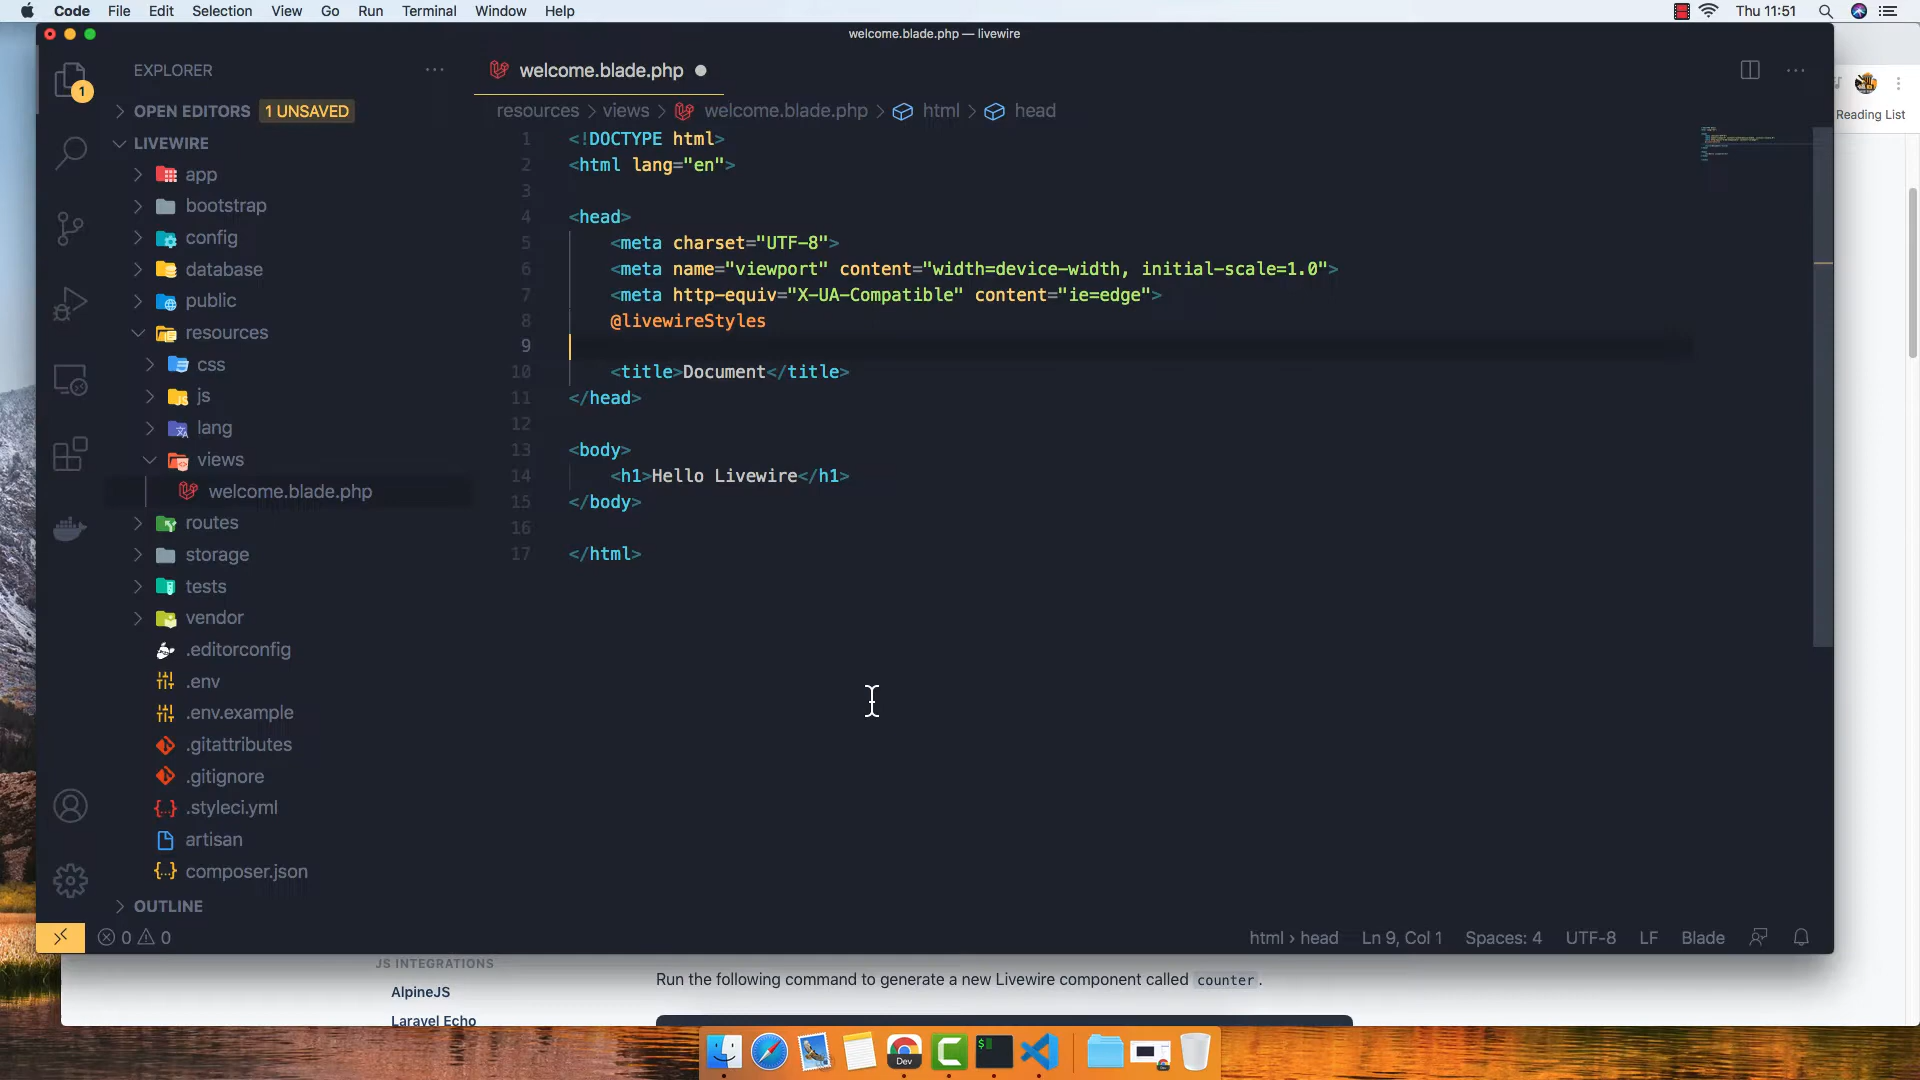 Code File Edit Selection View Go Run Terminal Window Help Thu 11:51
welcome.blade.php — livewire
EXPLORER
welcome.blade.php
1
OPEN EDITORS 1 UNSAVED
LIVEWIRE
app
bootstrap
config
database
public
resources
css
js
lang
views
welcome.blade.php
routes
storage
tests
vendor
.editorconfig
.env
.env.example
.gitattributes
.gitignore
.styleci.yml
artisan
composer.json
OUTLINE
resources > views > welcome.blade.php > html > head
1 <!DOCTYPE html>
2 <html lang="en">
3
4 <head>
5 <meta charset="UTF-8">
6 <meta name="viewport" content="width=device-width, initial-scale=1.0">
7 <meta http-equiv="X-UA-Compatible" content="ie=edge">
8 @livewireStyles
9
10 <title>Document</title>
11 </head>
12
13 <body>
14 <h1>Hello Livewire</h1>
15 </body>
16
17 </html>
Reading List
0 0 html › head Ln 9, Col 1 Spaces: 4 UTF-8 LF Blade
JS INTEGRATIONS
AlpineJS
Laravel Echo
Run the following command to generate a new Livewire component called counter.
Dev